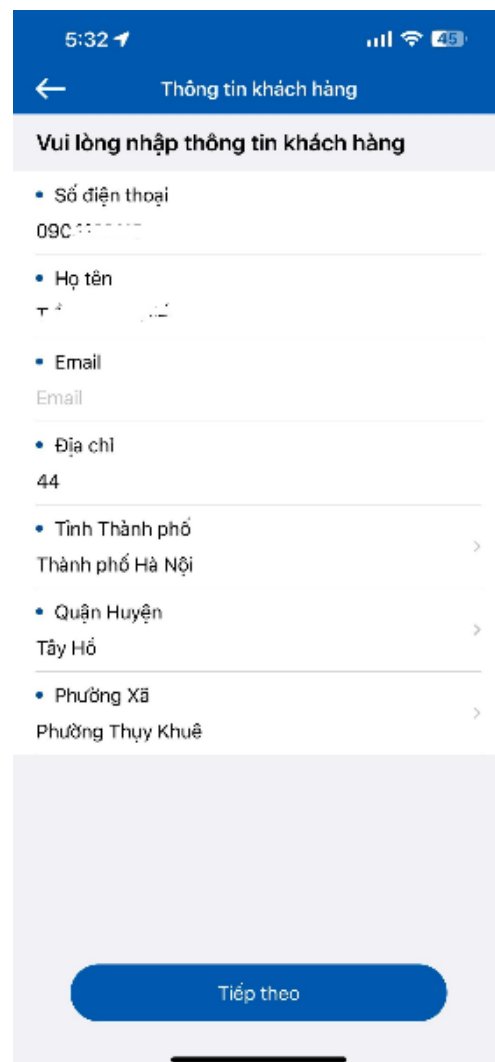 5:32
45
Thông tin khách hàng
Vui lòng nhập thông tin khách hàng
Số điện thoại
Họ tên
Email
Email
Địa chỉ
44
Tỉnh Thành phố
Thành phố Hà Nội
Quận Huyện
Tây Hồ
Phường Xã
Phường Thụy Khuê
Tiếp theo